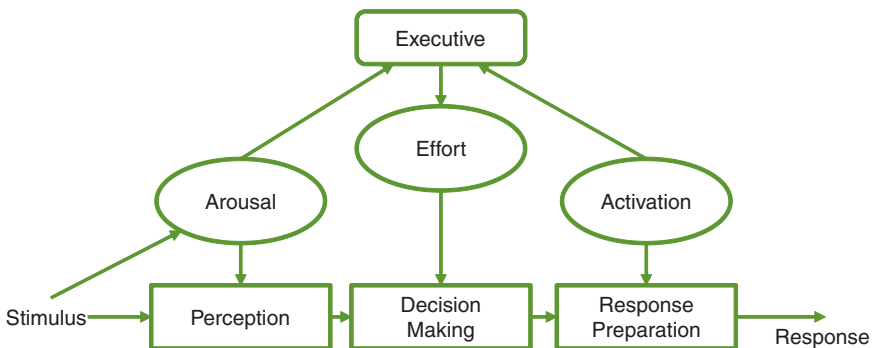 Executive
Effort
Arousal
Activation
Stimulus
Perception
Decision
Making
Response
Preparation
Response